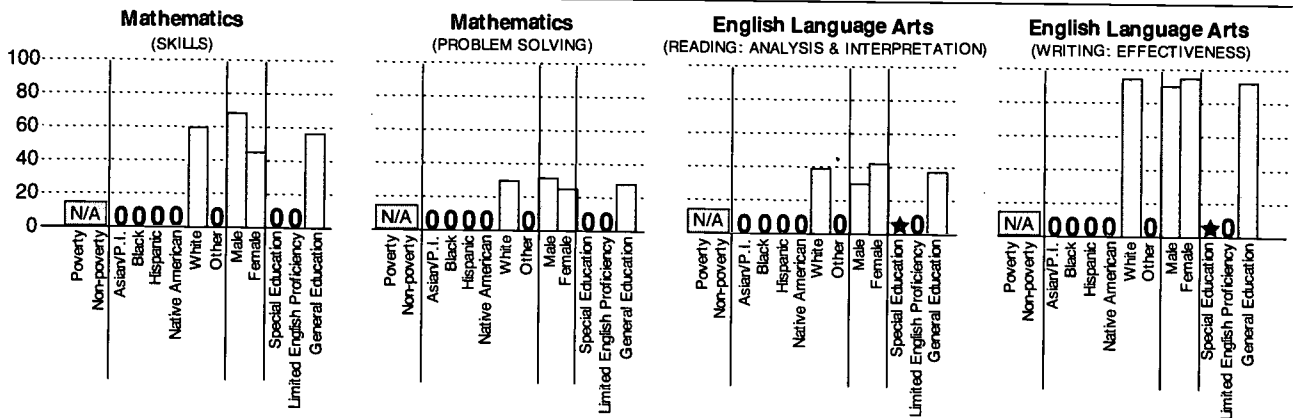 Mathematics
(SKILLS)
100
80
60
40
20
0
N/A
0 0 0 0 0 0 0
Poverty
Non-poverty
Asian/P.I.
Black
Hispanic
Native American
White
Other
Male
Female
Special Education
Limited English Proficiency
General Education
Mathematics
(PROBLEM SOLVING)
N/A
0 0 0 0 0 0 0
Poverty
Non-poverty
Asian/P.I.
Black
Hispanic
Native American
White
Other
Male
Female
Special Education
Limited English Proficiency
General Education
English Language Arts
(READING: ANALYSIS & INTERPRETATION)
N/A
0 0 0 0 0 ★ 0
Poverty
Non-poverty
Asian/P.I.
Black
Hispanic
Native American
White
Other
Male
Female
Special Education
Limited English Proficiency
General Education
English Language Arts
(WRITING: EFFECTIVENESS)
N/A
0 0 0 0 0 ★ 0
Poverty
Non-poverty
Asian/P.I.
Black
Hispanic
Native American
White
Other
Male
Female
Special Education
Limited English Proficiency
General Education